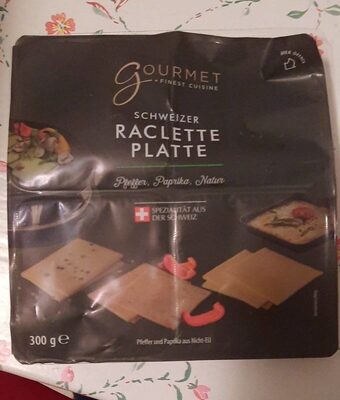 GOURMET
FINEST CUISINE
SCHWEIZER
RACLETTE
PLATTE
Pfeffer, Paprika, Natur
SPEZIALITÄT AUS
DER SCHWEIZ
300 g e
Pfeffer und Paprika aus Nicht-EU